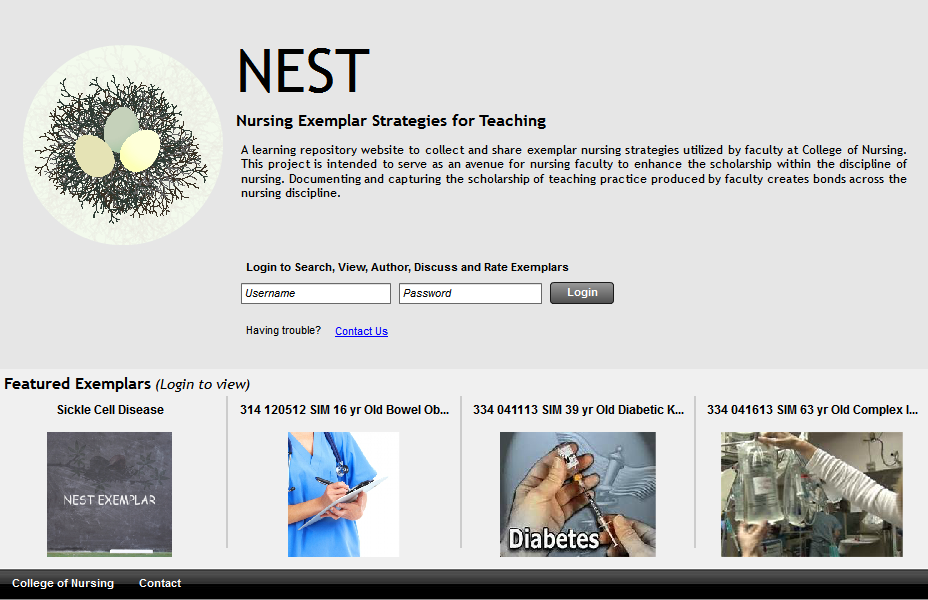 NEST
Nursing Exemplar Strategies for Teaching
A learning repository website to collect and share exemplar nursing strategies utilized by faculty at College of Nursing.
This project is intended to serve as an avenue for nursing faculty to enhance the scholarship within the discipline of
nursing. Documenting and capturing the scholarship of teaching practice produced by faculty creates bonds across the
nursing discipline.
Login to Search, View, Author, Discuss and Rate Exemplars
Username Password Login
Having trouble? Contact Us
Featured Exemplars (Login to view)
Sickle Cell Disease
314 120512 SIM 16 yr Old Bowel Ob...
334 041113 SIM 39 yr Old Diabetic K...
334 041613 SIM 63 yr Old Complex I...
NEST EXEMPLAR
Diabetes
College of Nursing Contact